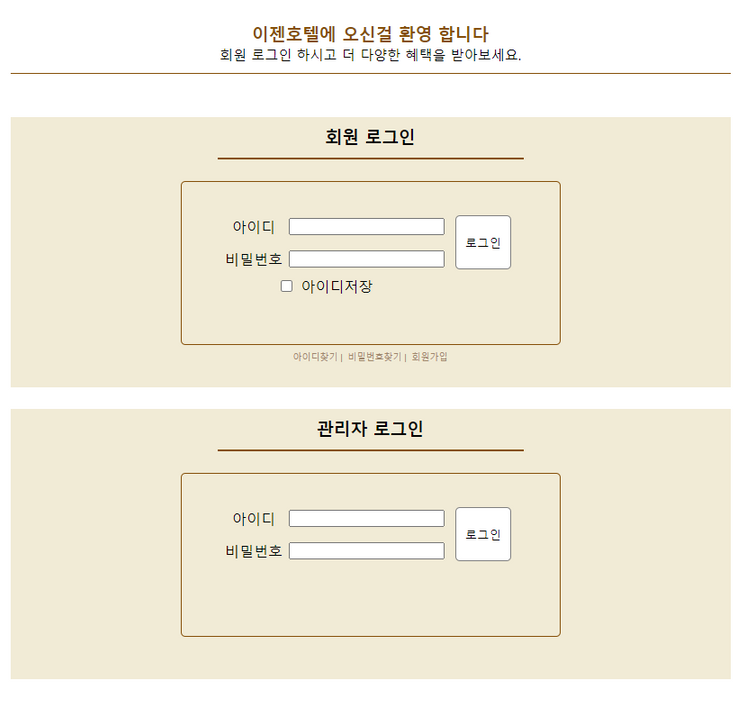 이젠호텔에 오신걸 환영 합니다
회원 로그인 하시고 더 다양한 혜택을 받아보세요.
회원 로그인
아이디
로그인
비밀번호
아이디저장
아이디찾기 | 비밀번호찾기 | 회원가입
관리자 로그인
아이디
로그인
비밀번호